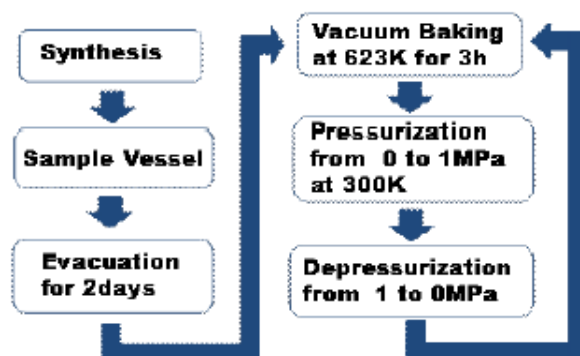 Synthesis
Sample Vessel
Evacuation
for 2days
Vacuum Baking
at 623K for 3h
Pressurization
from 0 to 1MPa
at 300K
Depressurization
from 1 to 0MPa